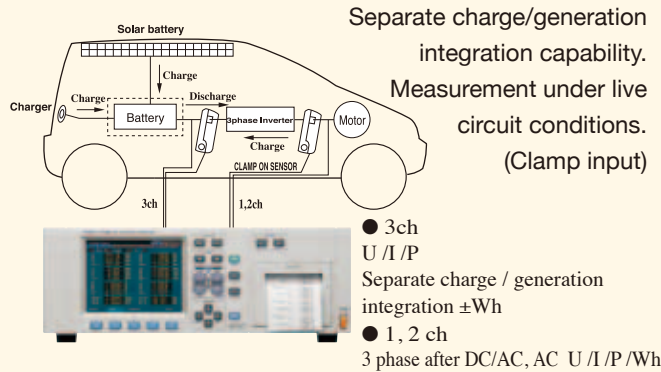 Separate charge/generation
integration capability.
Measurement under live
circuit conditions.
(Clamp input)
Solar battery
Charge
Charger
Charge
Discharge
Battery
3phase Inverter
Motor
Charge
CLAMP ON SENSOR
3ch
1,2ch
● 3ch
U /I /P
Separate charge / generation
integration ±Wh
● 1, 2 ch
3 phase after DC/AC, AC U /I /P /Wh